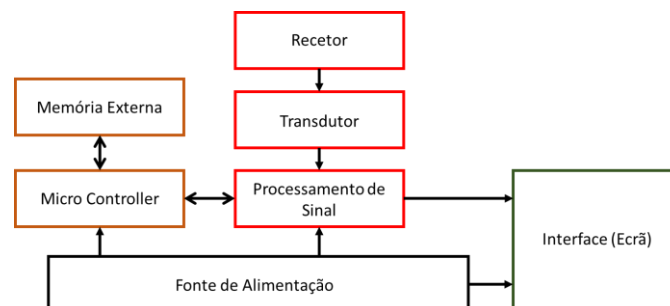 Recetor
Memória Externa
Transdutor
Micro Controller
Processamento de
Sinal
Interface (Ecrã)
Fonte de Alimentação